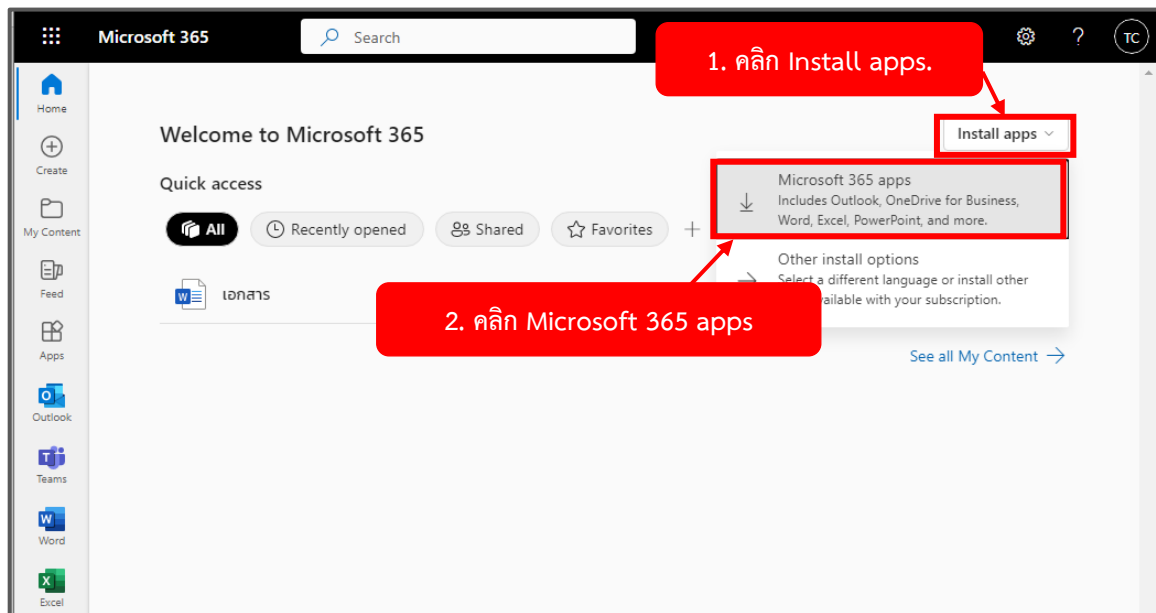 Microsoft 365
Search
TC
1. คลิก Install apps.
Home
Create
My Content
Feed
Apps
Outlook
Teams
Word
Excel
Welcome to Microsoft 365
Install apps
Quick access
All
Recently opened
Shared
Favorites
Microsoft 365 apps
Includes Outlook, OneDrive for Business,
Word, Excel, PowerPoint, and more.
Other install options
Select a different language or install other
available with your subscription.
เอกสาร
2. คลิก Microsoft 365 apps
See all My Content